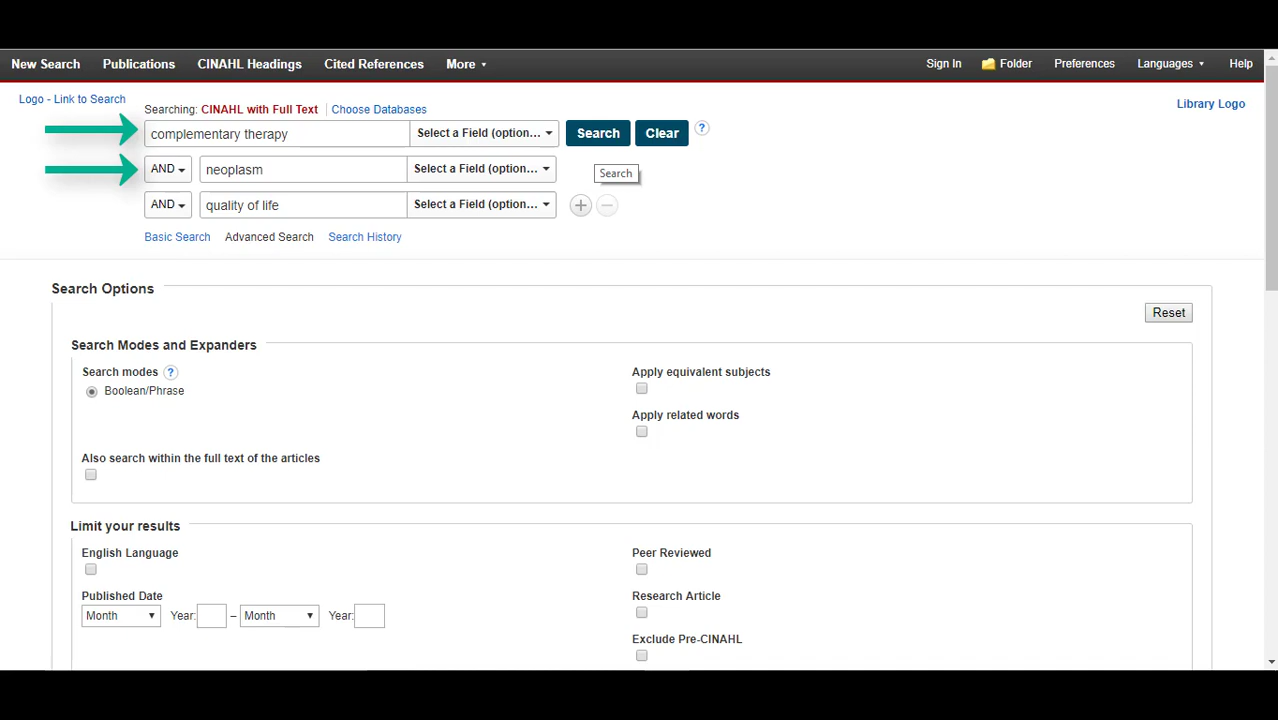 New Search Publications CINAHL Headings Cited References More Sign In Folder Preferences Languages Help
Logo - Link to Search
Searching: CINAHL with Full Text Choose Databases
Library Logo
complementary therapy Select a Field (option... Search Clear ?
AND neoplasm Select a Field (option...
Search
AND quality of life Select a Field (option...
Basic Search Advanced Search Search History
Search Options
Reset
Search Modes and Expanders
Search modes ?
Boolean/Phrase
Apply equivalent subjects
Apply related words
Also search within the full text of the articles
Limit your results
English Language
Peer Reviewed
Published Date
Month Year: – Month Year:
Research Article
Exclude Pre-CINAHL